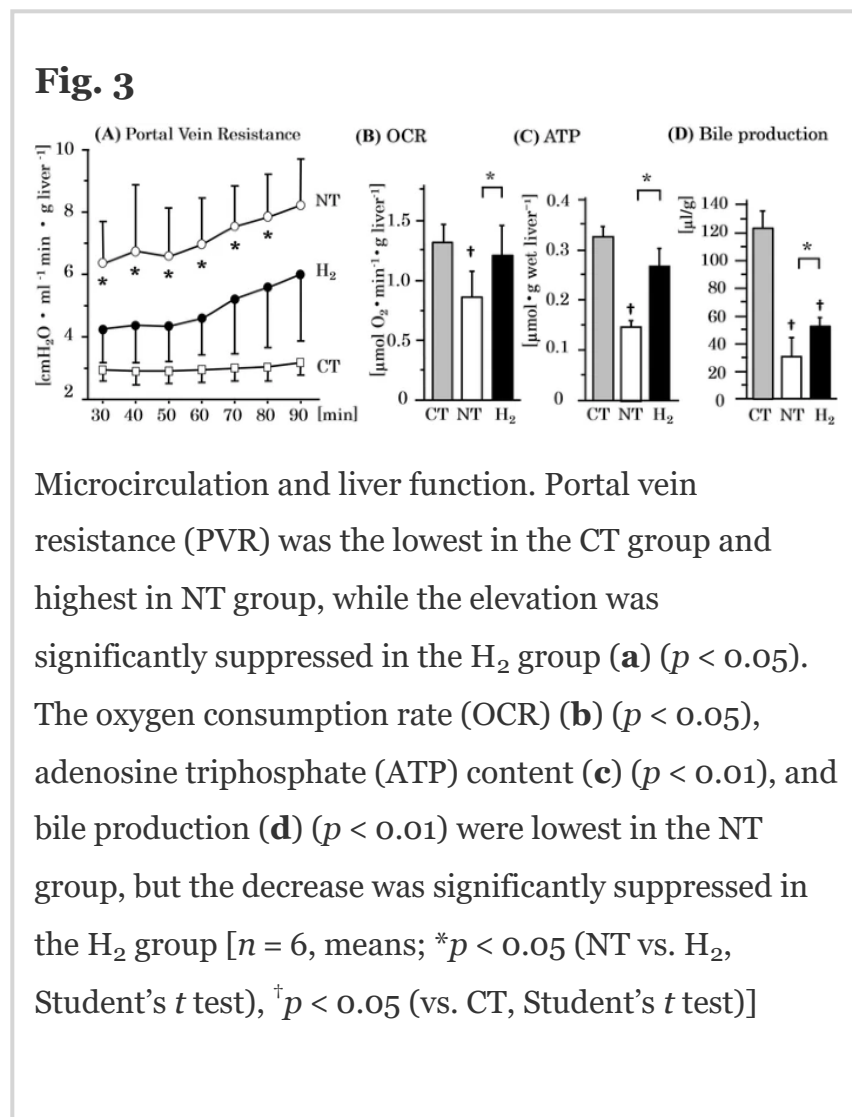 Fig. 3
(A) Portal Vein Resistance
[cmH₂O • ml⁻¹ min • g liver⁻¹]
10
8
6
4
2
NT
* * * * * *
H₂
CT
30 40 50 60 70 80 90 [min]
(B) OCR
[μmol O₂ • min⁻¹ • g liver⁻¹]
1.5
1.0
0.5
0
*
†
CT NT H₂
(C) ATP
[μmol • g wet liver⁻¹]
0.4
0.3
0.2
0.1
0
*
†
CT NT H₂
(D) Bile production
[μl/g]
140
120
100
80
60
40
20
0
*
† †
CT NT H₂
Microcirculation and liver function. Portal vein
resistance (PVR) was the lowest in the CT group and
highest in NT group, while the elevation was
significantly suppressed in the H₂ group (a) (p < 0.05).
The oxygen consumption rate (OCR) (b) (p < 0.05),
adenosine triphosphate (ATP) content (c) (p < 0.01), and
bile production (d) (p < 0.01) were lowest in the NT
group, but the decrease was significantly suppressed in
the H₂ group [n = 6, means; *p < 0.05 (NT vs. H₂,
Student’s t test), †p < 0.05 (vs. CT, Student’s t test)]